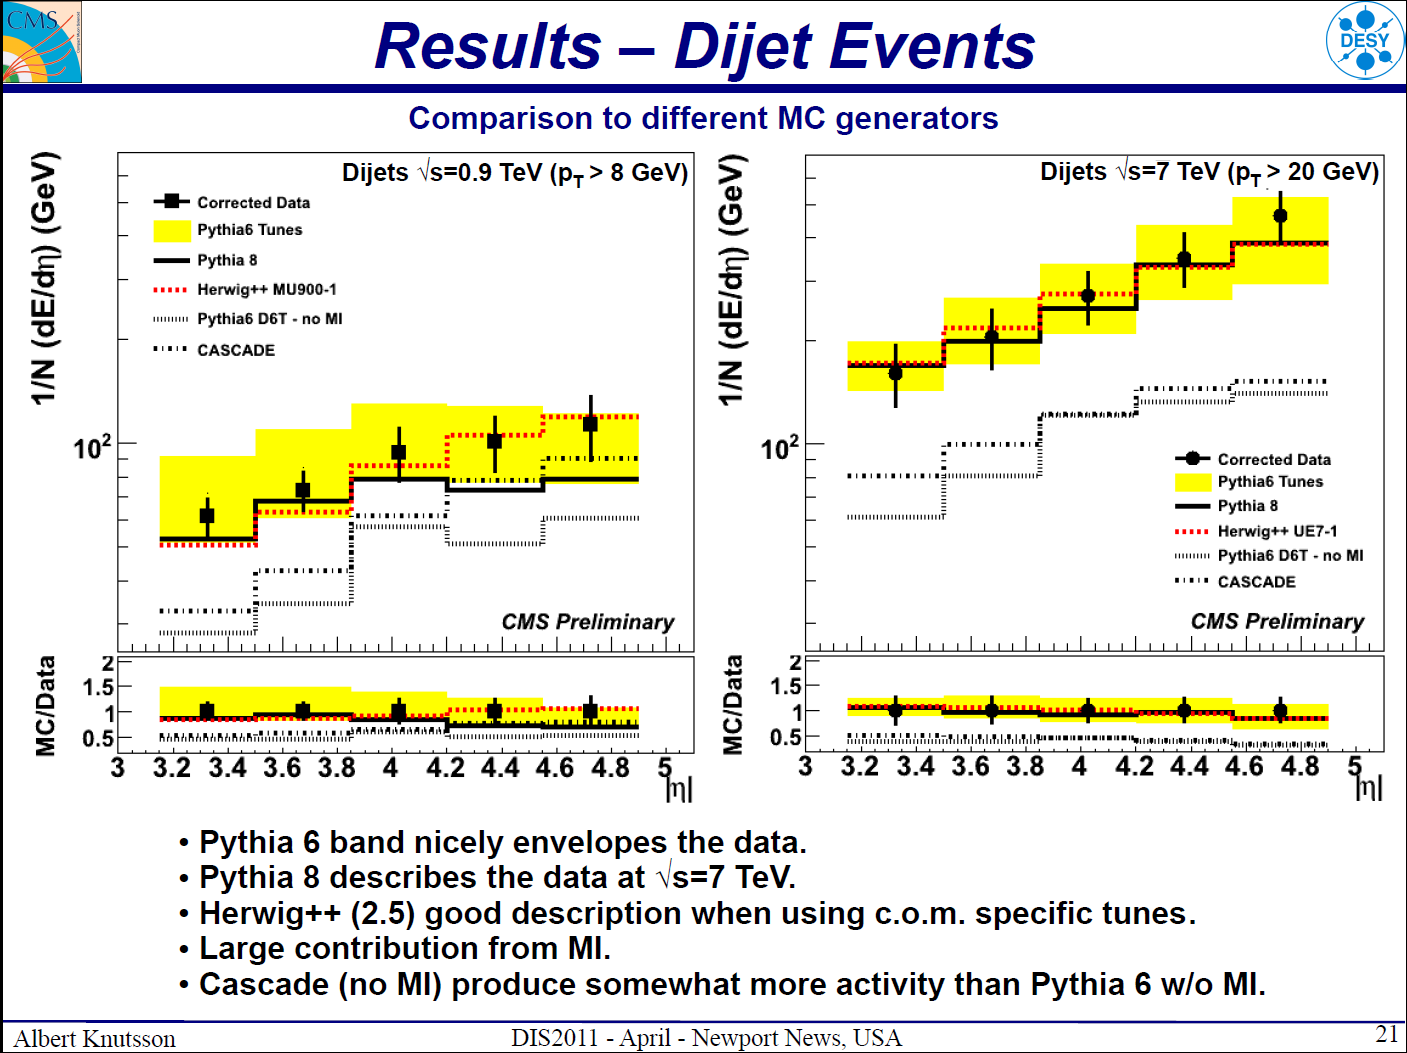 CMS
Results – Dijet Events
DESY
Comparison to different MC generators
1/N (dE/dη) (GeV)
Dijets √s=0.9 TeV (pT > 8 GeV)
Corrected Data
Pythia6 Tunes
Pythia 8
Herwig++ MU900-1
Pythia6 D6T - no MI
CASCADE
10²
CMS Preliminary
MC/Data
2
1.5
1
0.5
3 3.2 3.4 3.6 3.8 4 4.2 4.4 4.6 4.8 5
|η|
1/N (dE/dη) (GeV)
Dijets √s=7 TeV (pT > 20 GeV)
10²
Corrected Data
Pythia6 Tunes
Pythia 8
Herwig++ UE7-1
Pythia6 D6T - no MI
CASCADE
CMS Preliminary
MC/Data
2
1.5
1
0.5
3 3.2 3.4 3.6 3.8 4 4.2 4.4 4.6 4.8 5
|η|
• Pythia 6 band nicely envelopes the data.
• Pythia 8 describes the data at √s=7 TeV.
• Herwig++ (2.5) good description when using c.o.m. specific tunes.
• Large contribution from MI.
• Cascade (no MI) produce somewhat more activity than Pythia 6 w/o MI.
Albert Knutsson
DIS2011 - April - Newport News, USA
21